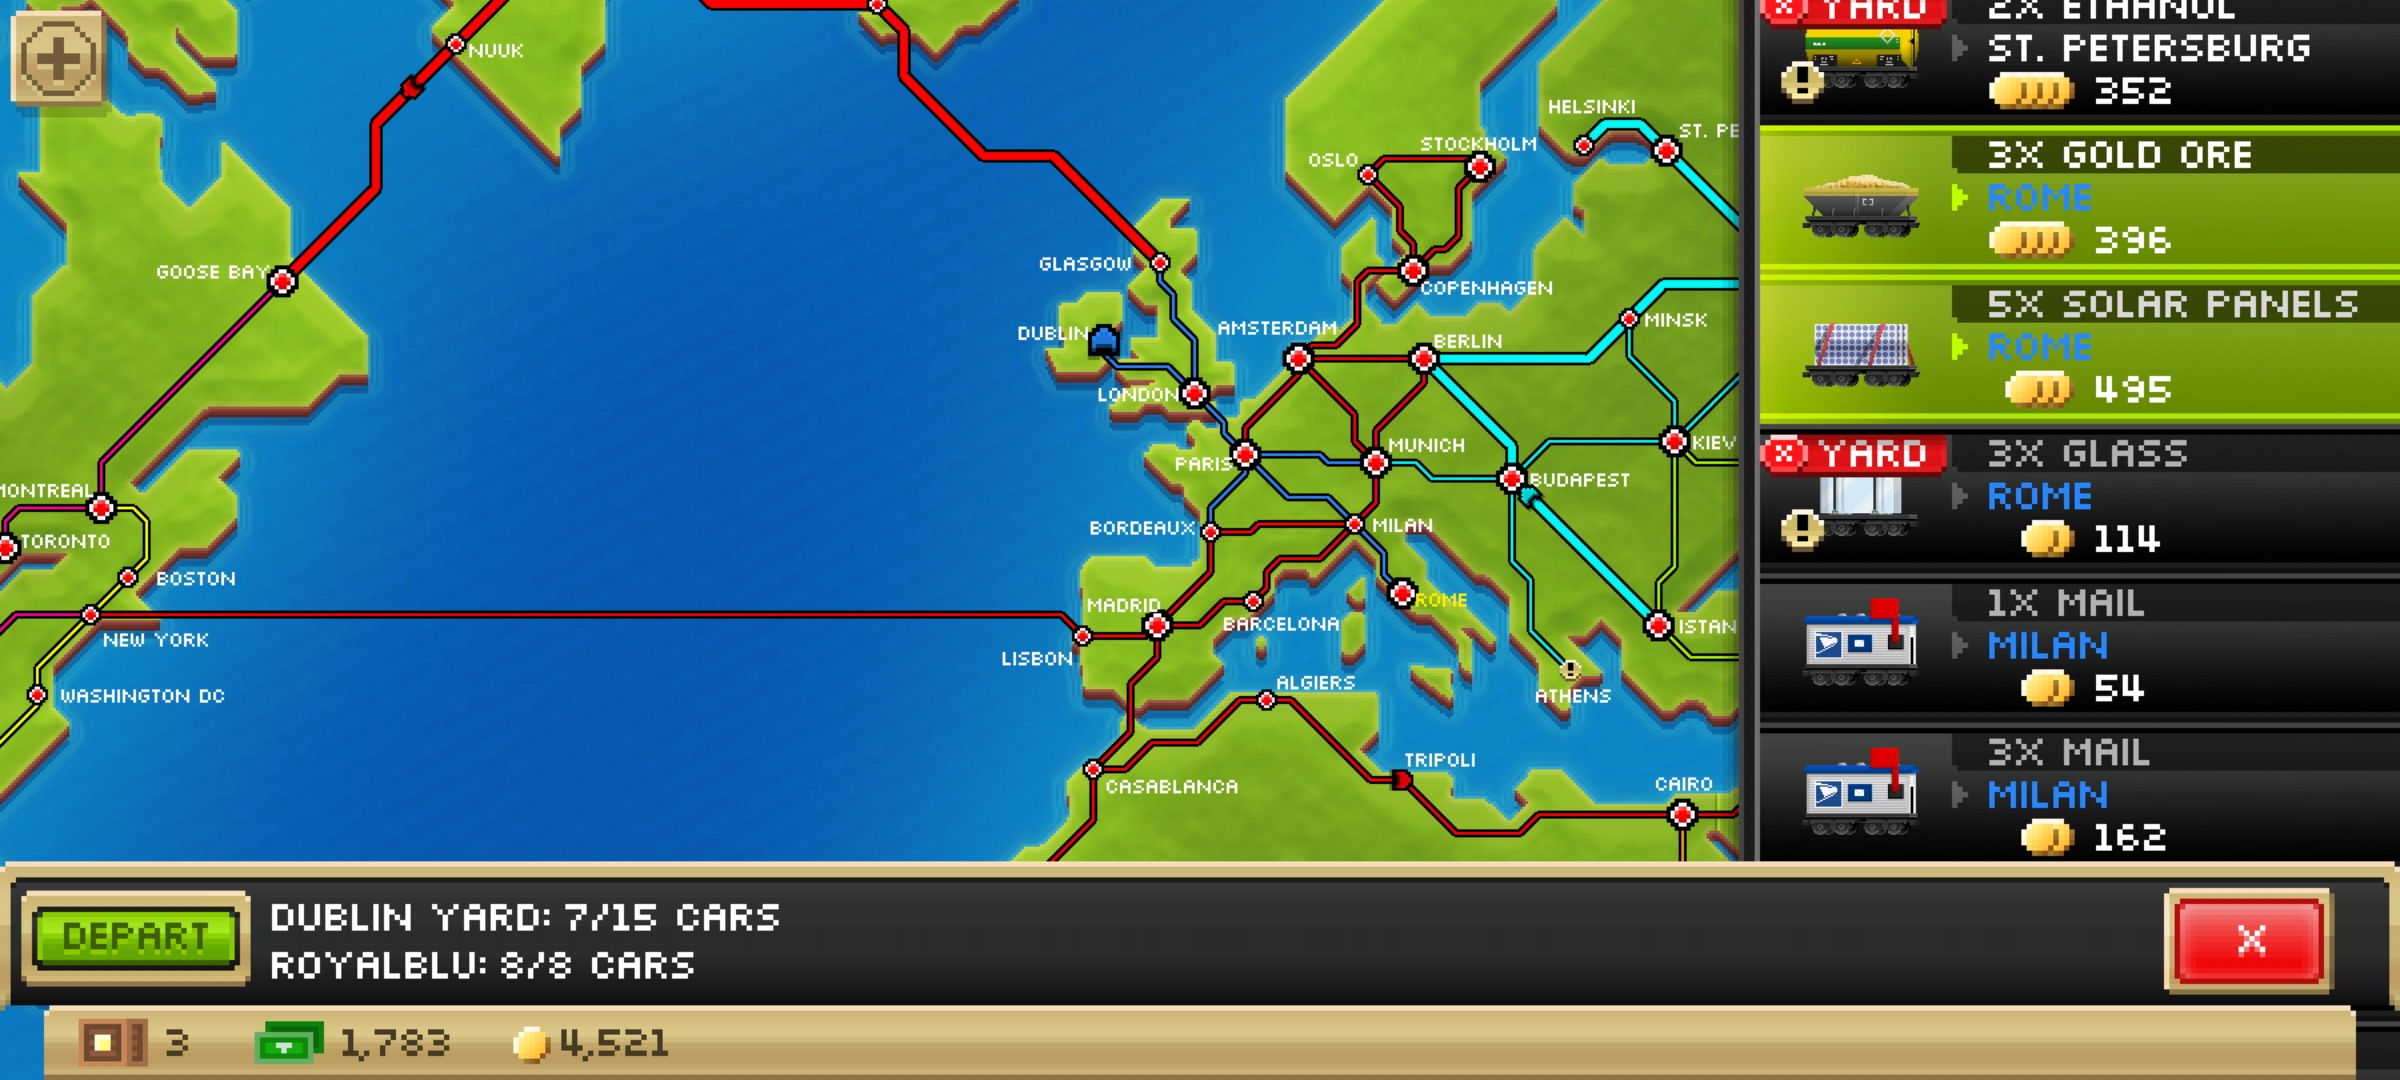 NUUK
GOOSE BAY
MONTREAL
TORONTO
BOSTON
NEW YORK
WASHINGTON DC
GLASGOW
DUBLIN
LONDON
PARIS
BORDEAUX
MADRID
LISBON
BARCELONA
ALGIERS
CASABLANCA
TRIPOLI
CAIRO
ATHENS
ROME
MILAN
MUNICH
BUDAPEST
BERLIN
AMSTERDAM
COPENHAGEN
OSLO
STOCKHOLM
HELSINKI
ST. PE
MINSK
KIEV
ISTAN
X YARD
2X ETHANOL
ST. PETERSBURG
352
3X GOLD ORE
ROME
396
5X SOLAR PANELS
ROME
495
X YARD
3X GLASS
ROME
114
1X MAIL
MILAN
54
3X MAIL
MILAN
162
DEPART
DUBLIN YARD: 7/15 CARS
ROYALBLU: 8/8 CARS
X
3
1,783
4,521